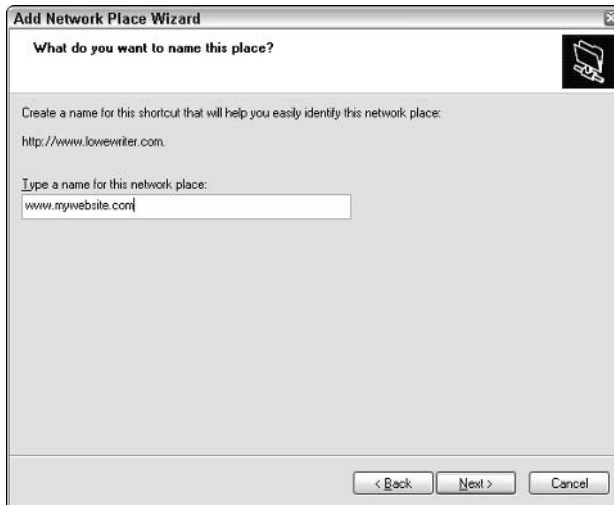 Add Network Place Wizard
What do you want to name this place?
Create a name for this shortcut that will help you easily identify this network place:
http://www.lowewriter.com.
Type a name for this network place:
www.mywebsite.com
< Back Next > Cancel